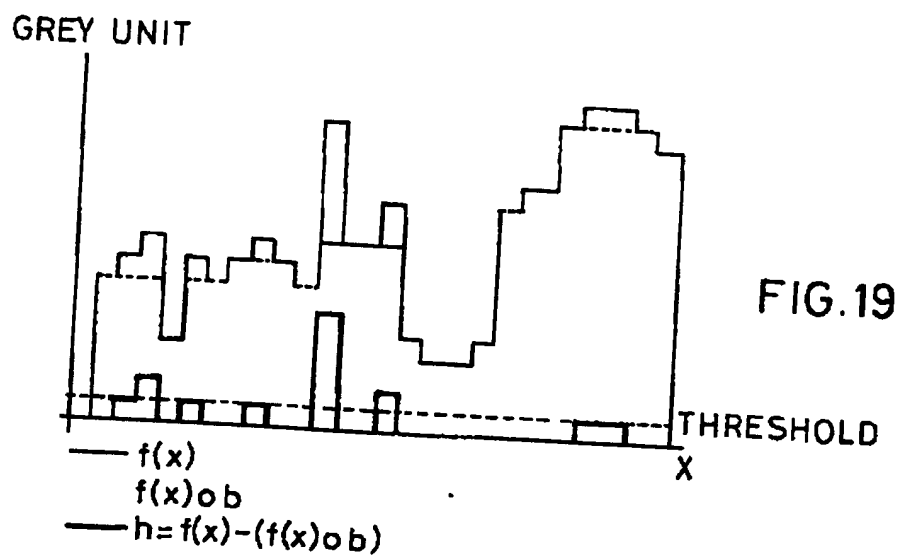 GREY UNIT
FIG.19
THRESHOLD
X
f(x)
f(x)ob
h=f(x)-(f(x)ob)